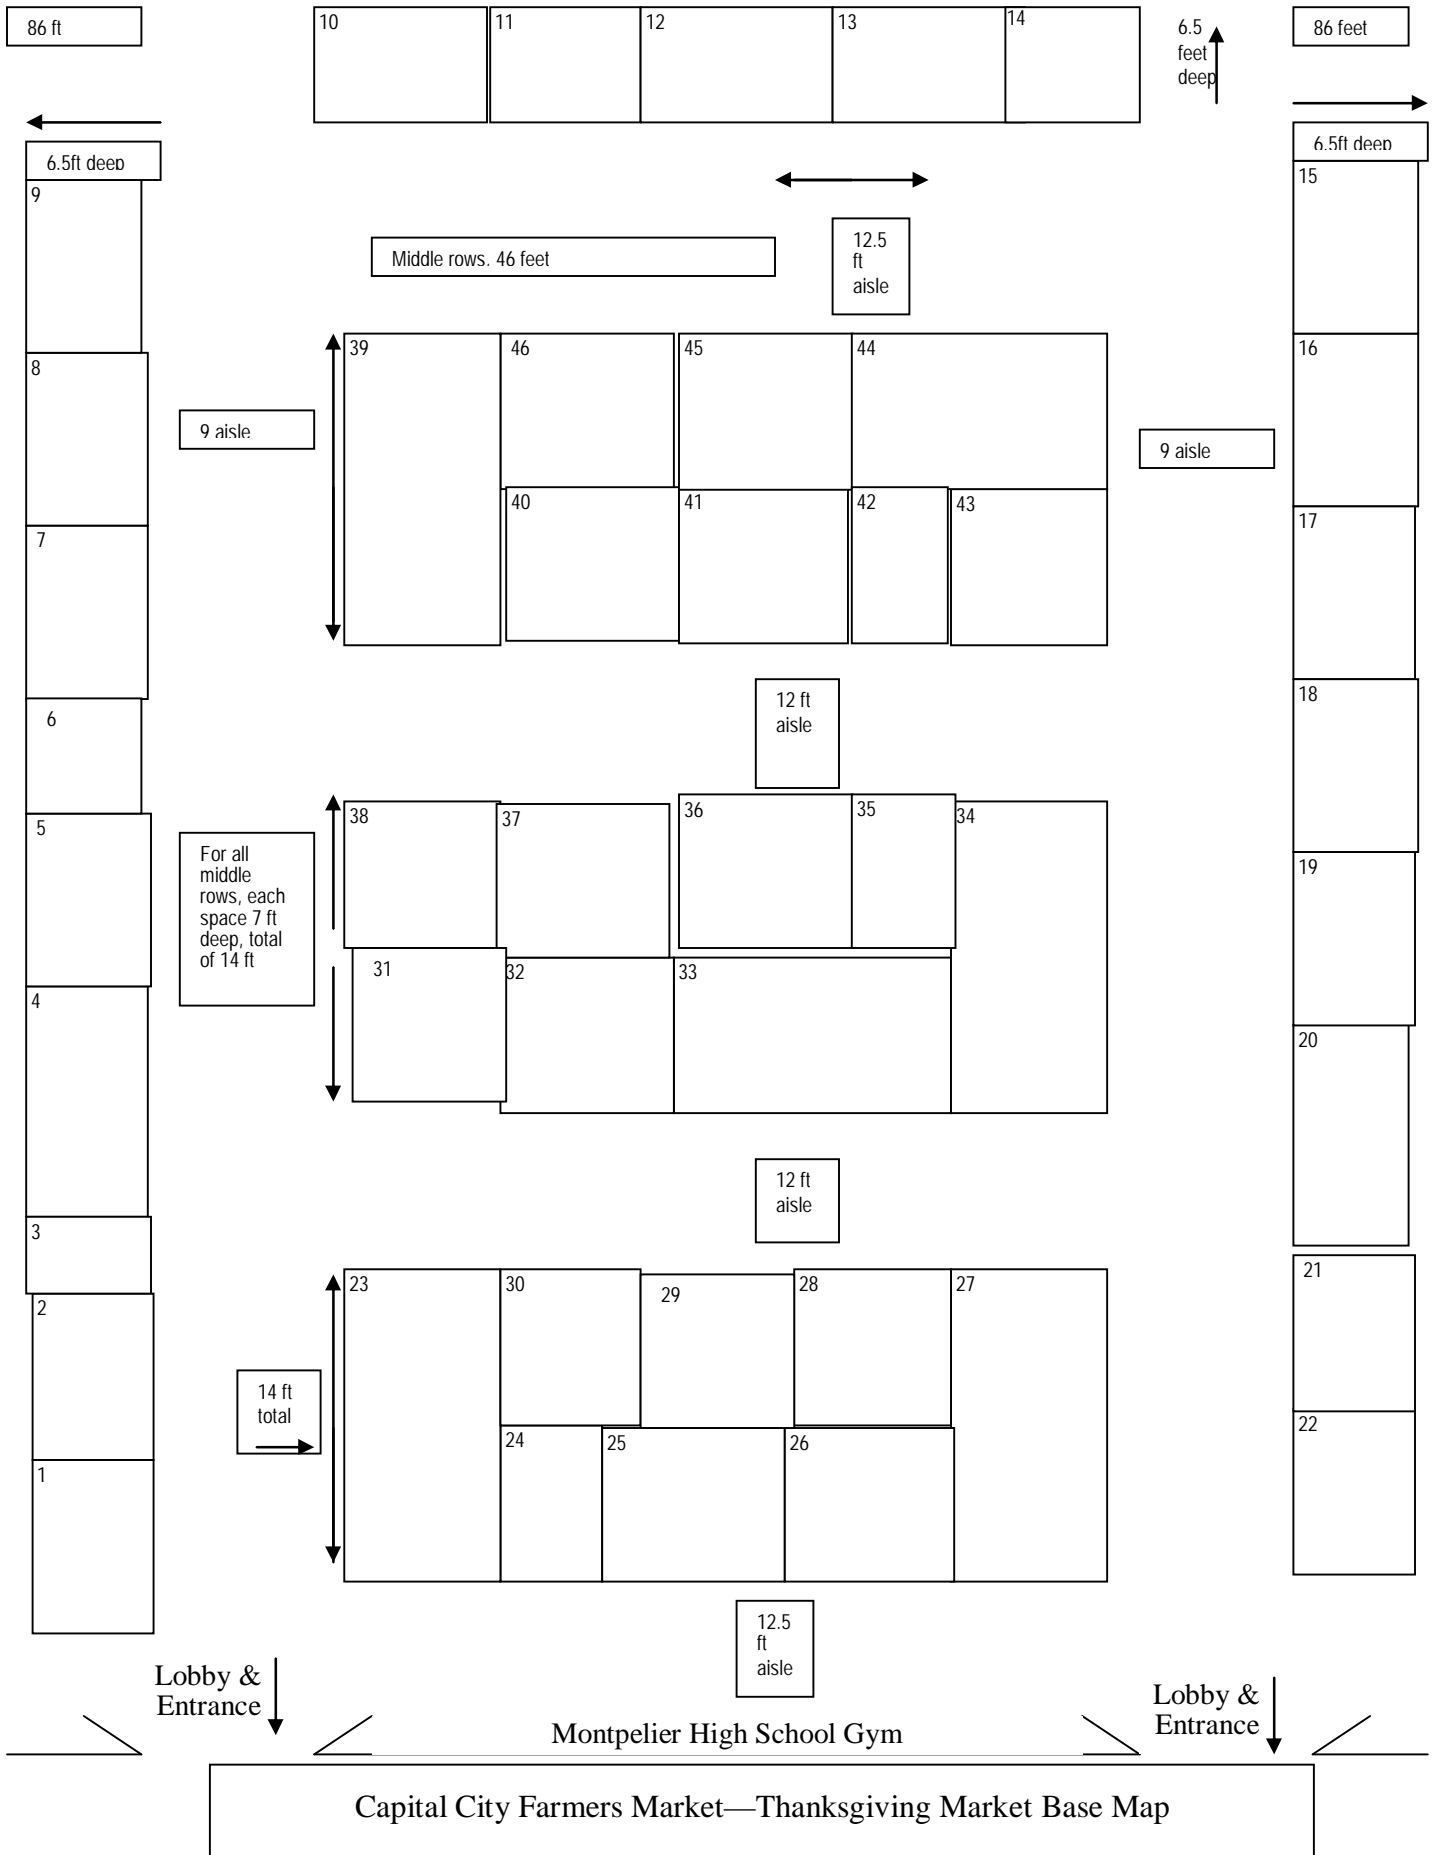 86 ft
10
11
12
13
14
6.5
feet
deep
86 feet
6.5ft deep
6.5ft deep
9
15
Middle rows. 46 feet
12.5
ft
aisle
39
46
45
44
8
16
9 aisle
9 aisle
40
41
42
43
7
17
6
12 ft
aisle
18
38
37
36
35
34
5
For all
middle
rows, each
space 7 ft
deep, total
of 14 ft
19
31
32
33
4
20
12 ft
aisle
3
23
30
29
28
27
21
2
14 ft
total
24
25
26
22
1
12.5
ft
aisle
Lobby &
Entrance
Lobby &
Entrance
Montpelier High School Gym
Capital City Farmers Market—Thanksgiving Market Base Map